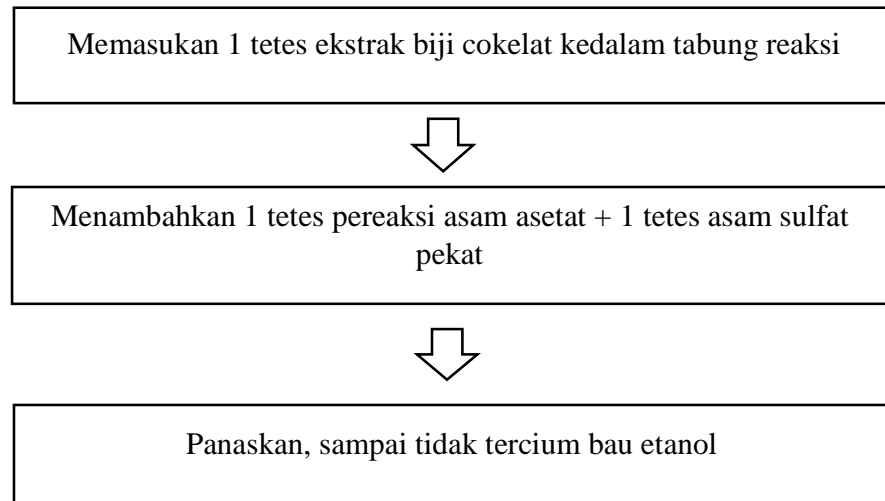 Memasukan 1 tetes ekstrak biji cokelat kedalam tabung reaksi
Menambahkan 1 tetes pereaksi asam asetat + 1 tetes asam sulfat
pekat
Panaskan, sampai tidak tercium bau etanol